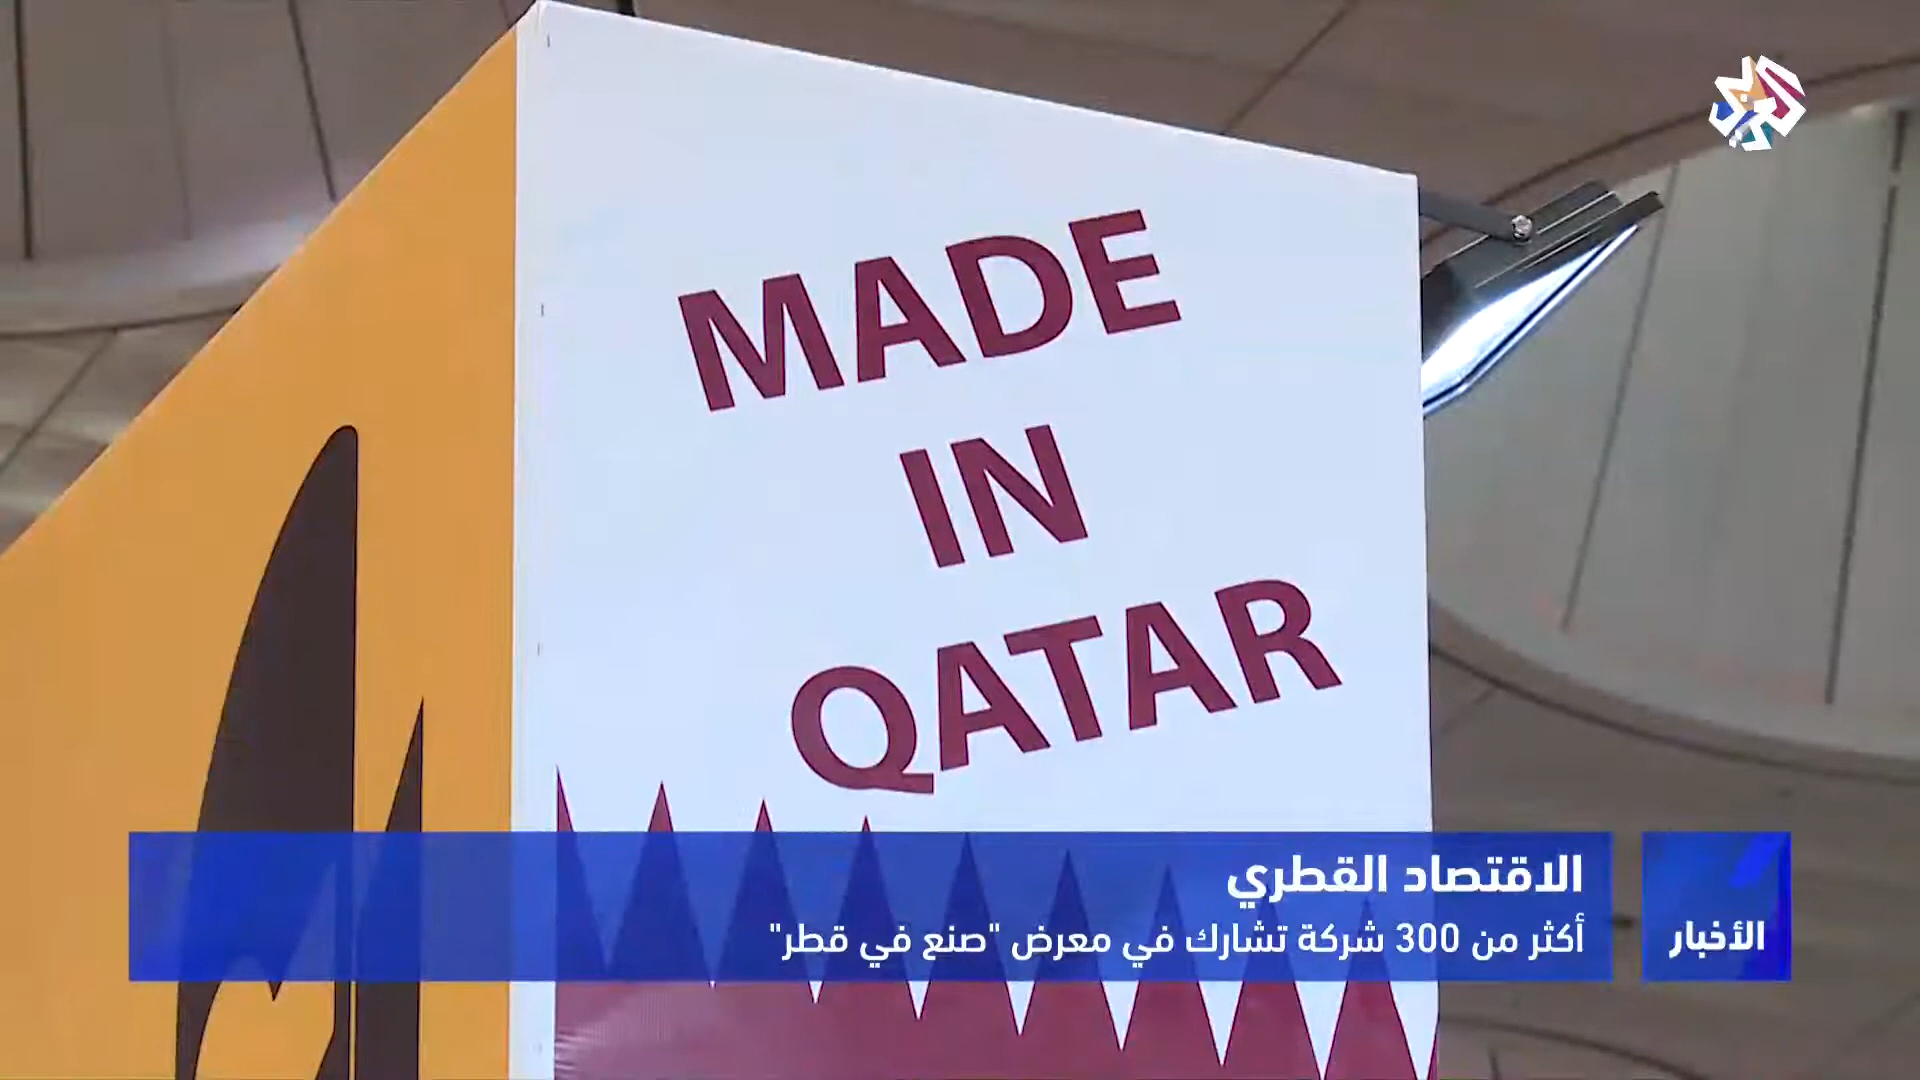 MADE
IN
QATAR
الاقتصاد القطري
أكثر من 300 شركة تشارك في معرض "صنع في قطر"
الأخبار